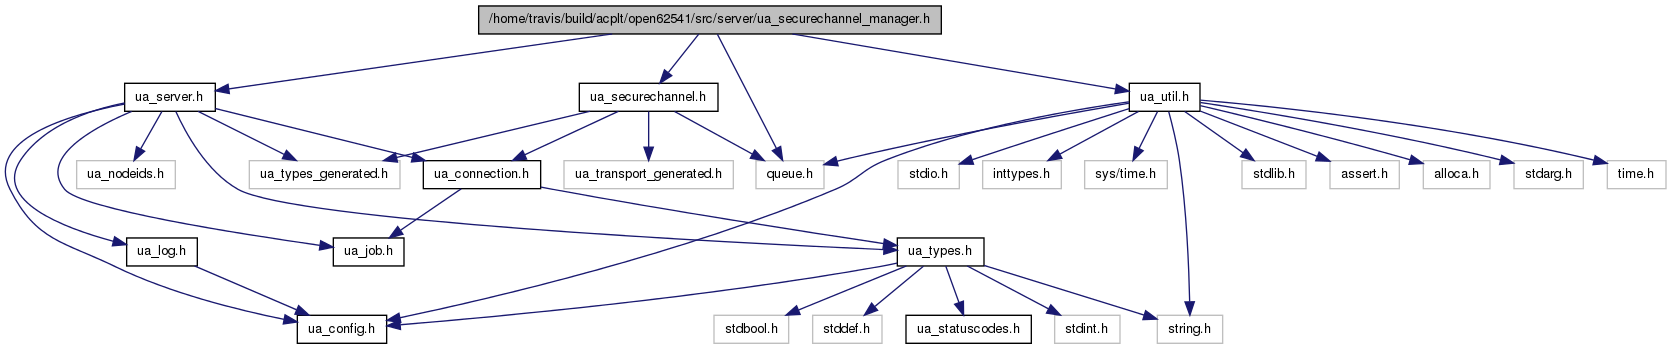 /home/travis/build/acplt/open62541/src/server/ua_securechannel_manager.h
ua_server.h
ua_securechannel.h
ua_util.h
ua_nodeids.h
ua_types_generated.h
ua_connection.h
ua_transport_generated.h
queue.h
stdio.h
inttypes.h
sys/time.h
stdlib.h
assert.h
alloca.h
stdarg.h
time.h
ua_log.h
ua_job.h
ua_types.h
ua_config.h
stdbool.h
stddef.h
ua_statuscodes.h
stdint.h
string.h